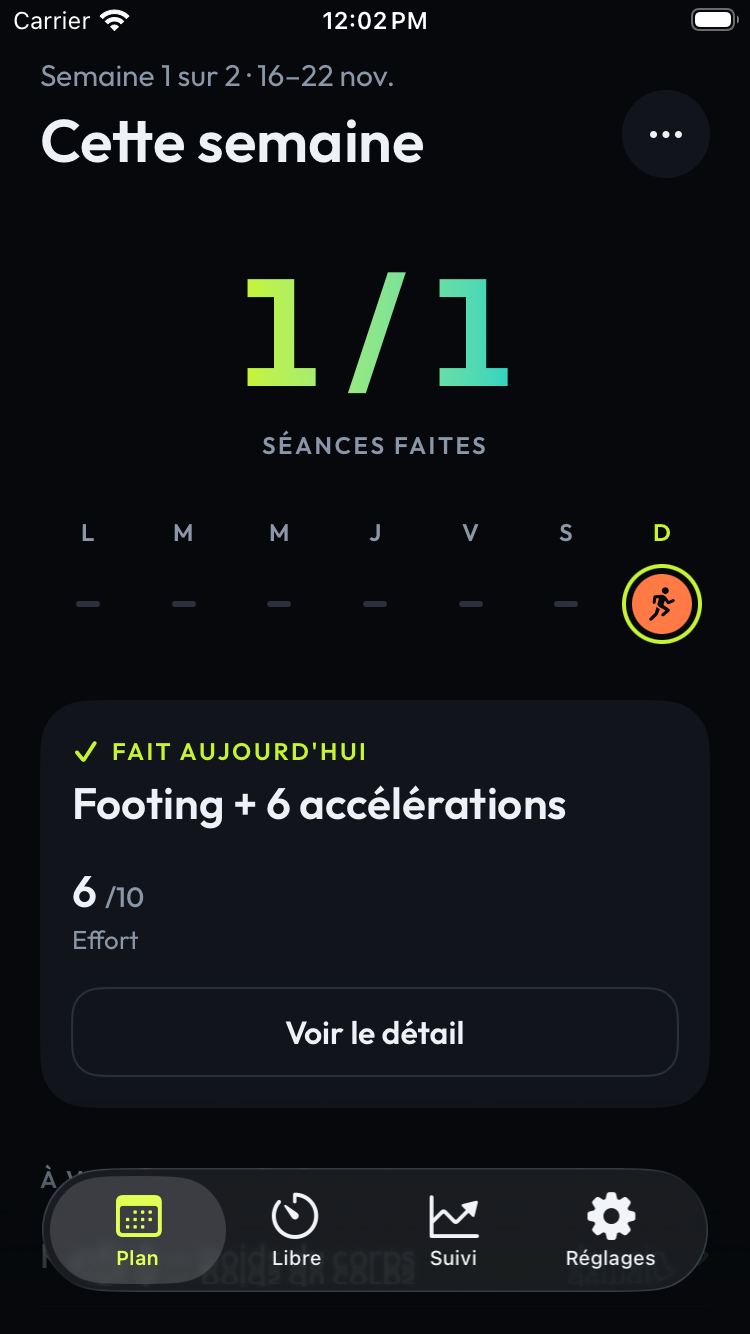 Carrier 12:02 PM
Semaine 1 sur 2 · 16–22 nov.
Cette semaine
1/1
SÉANCES FAITES
L M M J V S D
FAIT AUJOURD'HUI
Footing + 6 accélérations
6 /10
Effort
Voir le détail
À
corps
Plan Libre Suivi Réglages